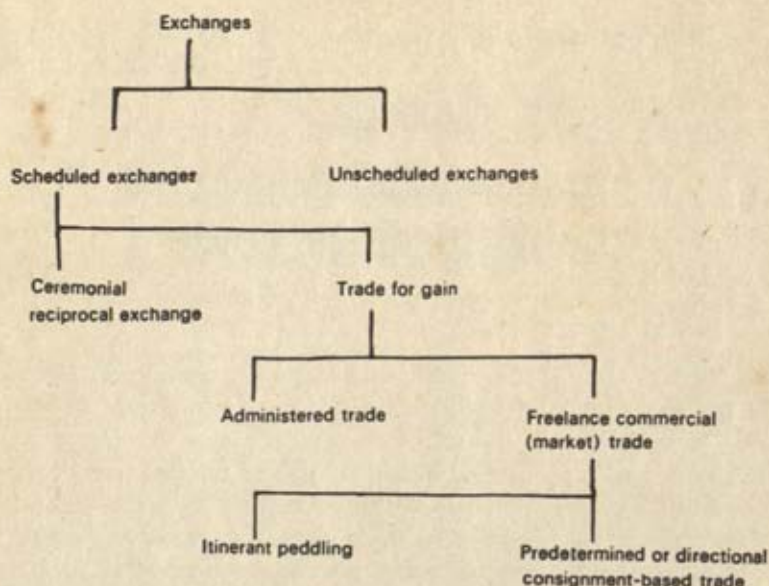 Exchanges
Scheduled exchanges
Unscheduled exchanges
Ceremonial
reciprocal exchange
Trade for gain
Administered trade
Freelance commercial
(market) trade
Itinerant peddling
Predetermined or directional
consignment-based trade